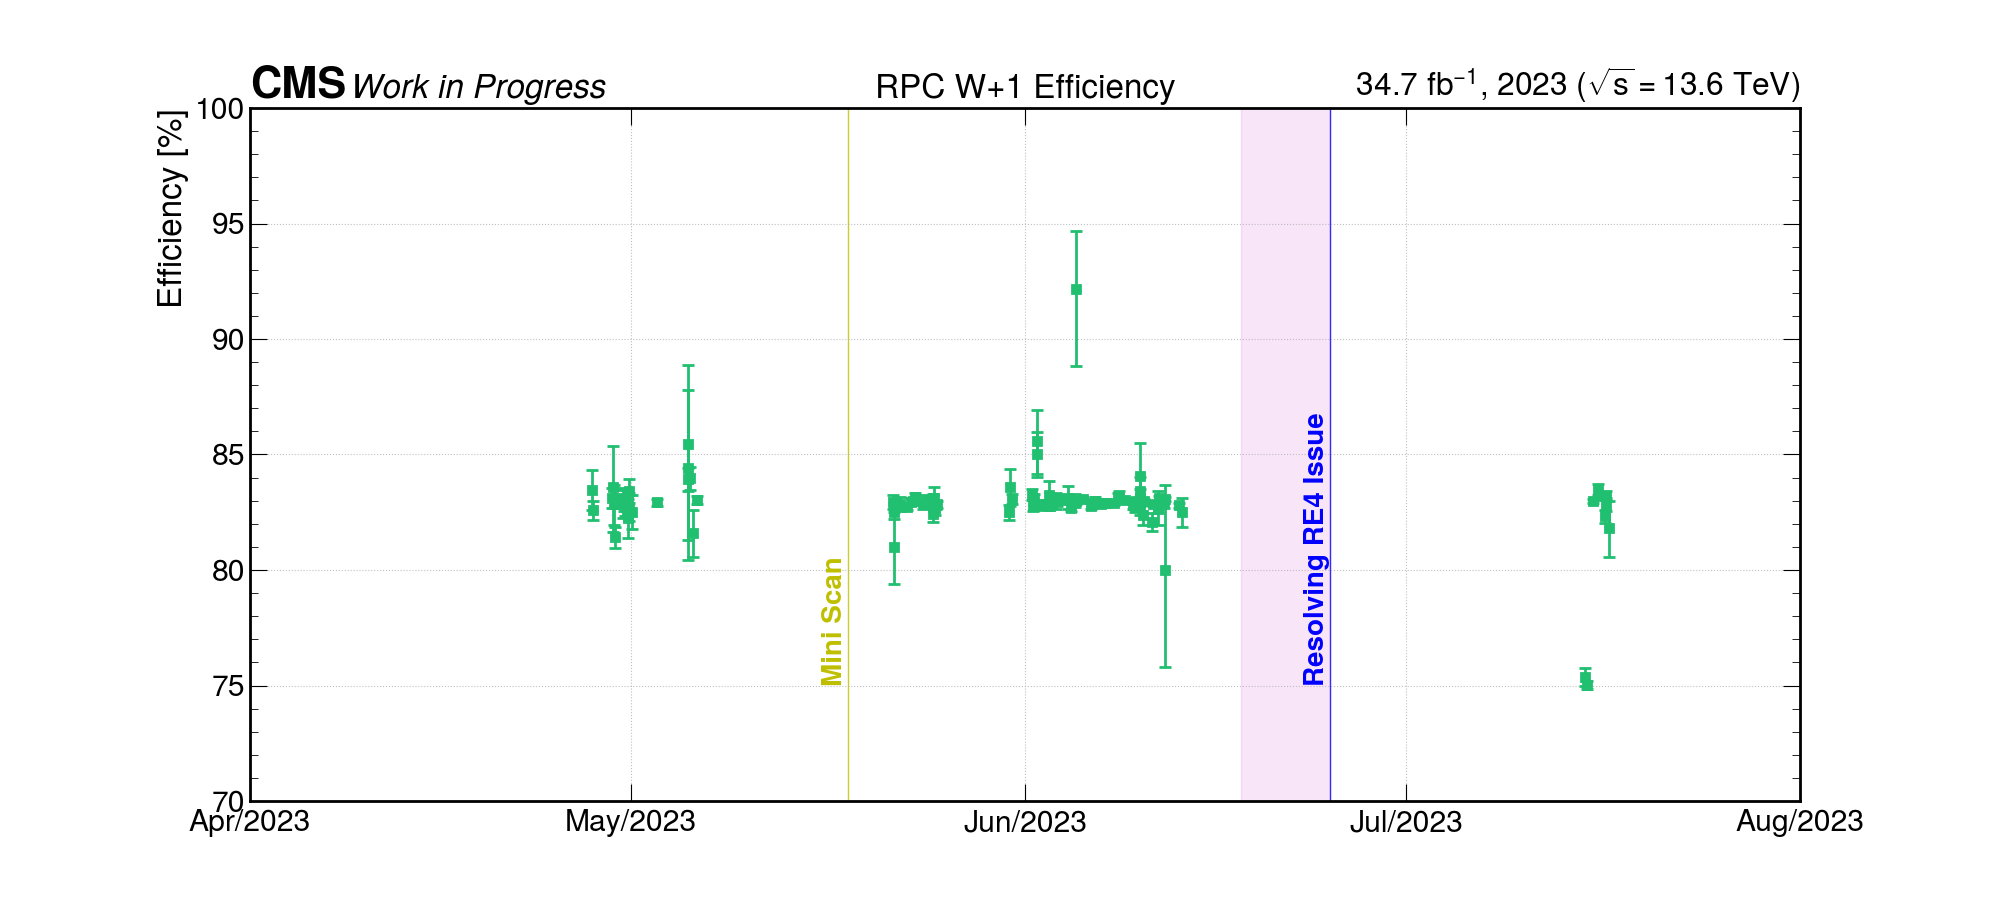 CMS Work in Progress
RPC W+1 Efficiency
34.7 fb⁻¹, 2023 (√s = 13.6 TeV)
Efficiency [%]
100
95
90
85
80
75
70
Mini Scan
Resolving RE4 Issue
Apr/2023
May/2023
Jun/2023
Jul/2023
Aug/2023